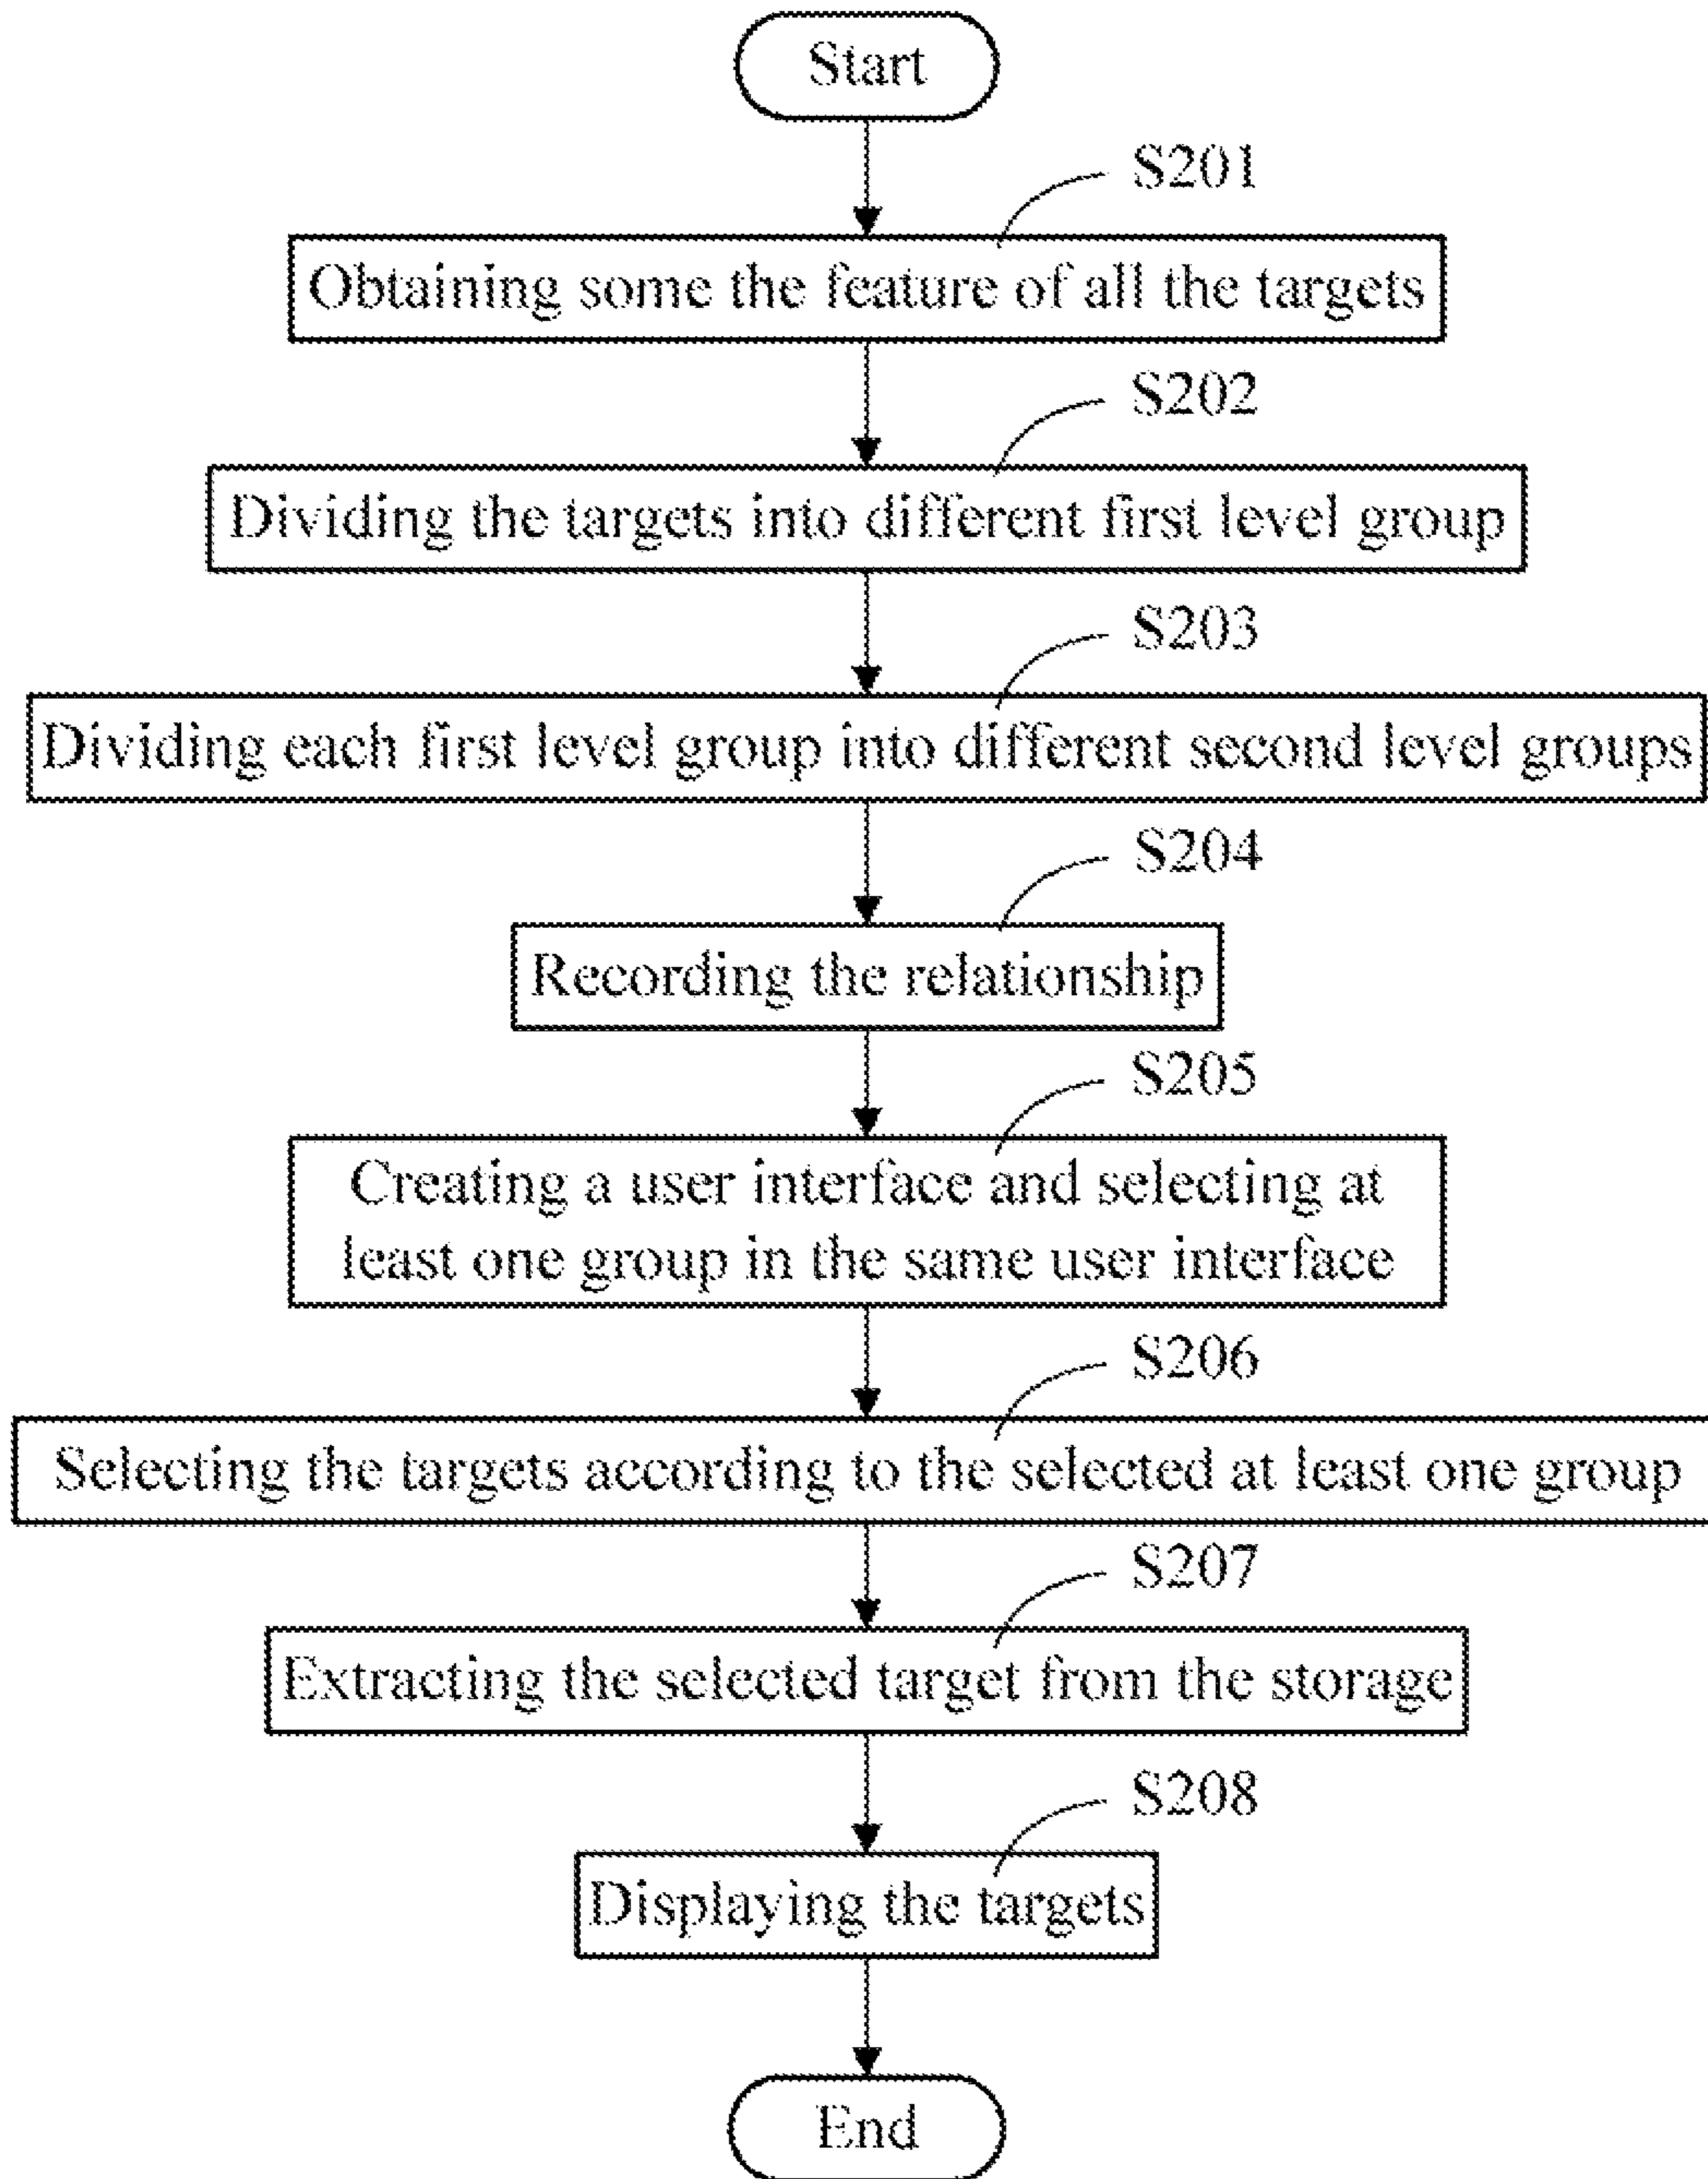 Start
S201
Obtaining some the feature of all the targets
S202
Dividing the targets into different first level group
S203
Dividing each first level group into different second level groups
S204
Recording the relationship
S205
Creating a user interface and selecting at
least one group in the same user interface
S206
Selecting the targets according to the selected at least one group
S207
Extracting the selected target from the storage
S208
Displaying the targets
End